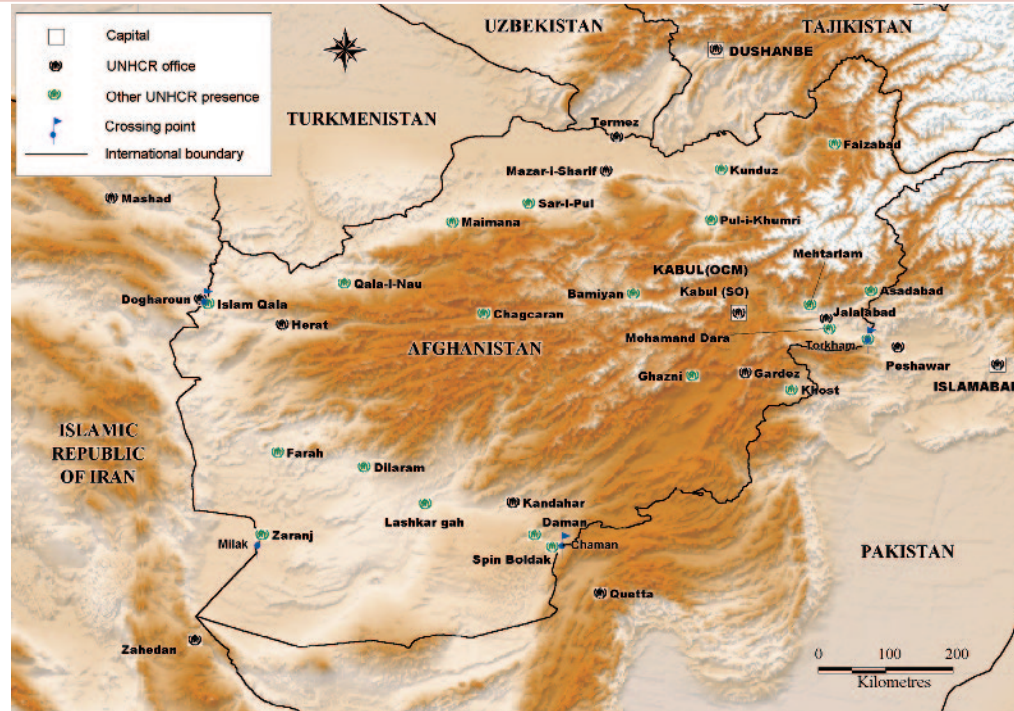 Capital
UNHCR office
Other UNHCR presence
Crossing point
International boundary
UZBEKISTAN
TAJIKISTAN
DUSHANBE
TURKMENISTAN
Termez
Faizabad
Mazar-I-Sharif
Kunduz
Mashad
Sar-I-Pul
Maimana
Pul-i-Khumri
Mehtarlam
KABUL(OCM)
Qala-I-Nau
Bamiyan
Kabul (SO)
Asadabad
Dogharoun
Islam Qala
Chagcaran
Jalalabad
Herat
Mohamand Dara
Torkham
AFGHANISTAN
Peshawar
Ghazni
Gardez
ISLAMABA
Khost
ISLAMIC
REPUBLIC
OF IRAN
Farah
Dilaram
Kandahar
Lashkar gah
Daman
Zaranj
Milak
Chaman
Spin Boldak
PAKISTAN
Quetta
Zahedan
0 100 200
Kilometres